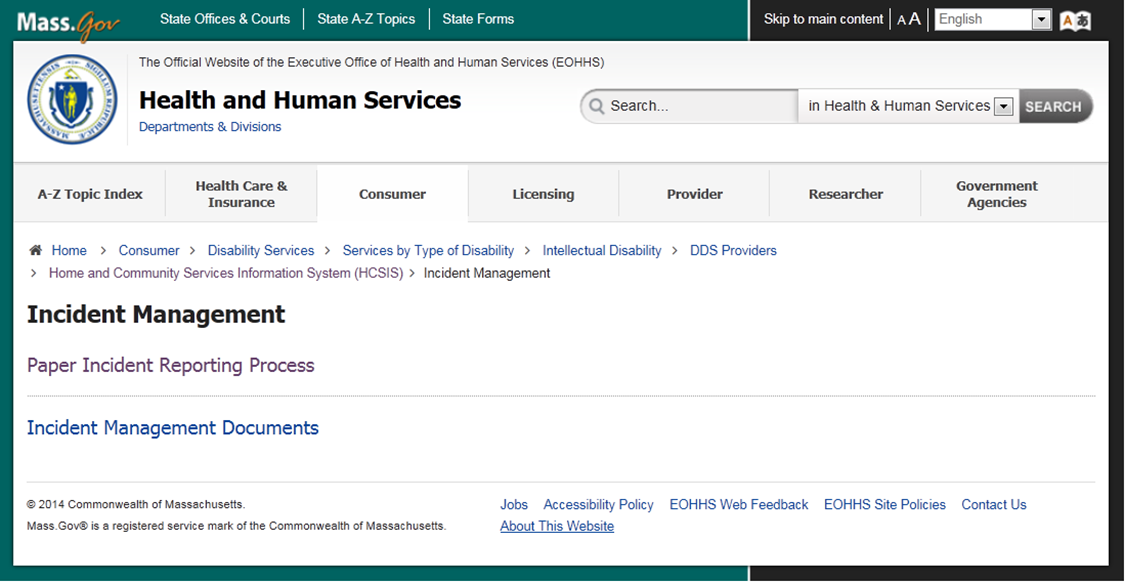 Mass.Gov State Offices & Courts State A-Z Topics State Forms Skip to main content A A English A あ
The Official Website of the Executive Office of Health and Human Services (EOHHS)
Health and Human Services
Search... in Health & Human Services SEARCH
Departments & Divisions
A-Z Topic Index
Health Care &
Insurance
Consumer
Licensing
Provider
Researcher
Government
Agencies
Home > Consumer > Disability Services > Services by Type of Disability > Intellectual Disability > DDS Providers
> Home and Community Services Information System (HCSIS) > Incident Management
Incident Management
Paper Incident Reporting Process
Incident Management Documents
© 2014 Commonwealth of Massachusetts.
Mass.Gov® is a registered service mark of the Commonwealth of Massachusetts.
Jobs Accessibility Policy EOHHS Web Feedback EOHHS Site Policies Contact Us
About This Website